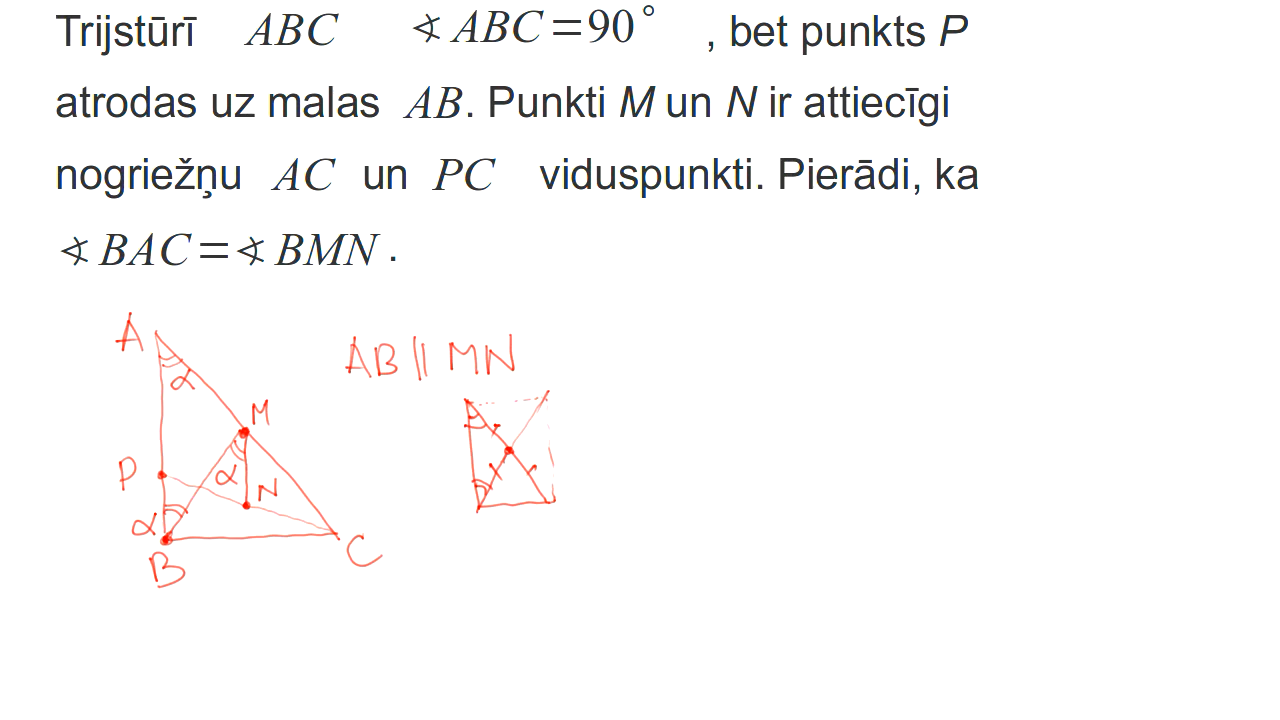 Trijstūrī ABC ∢ABC=90° , bet punkts P
atrodas uz malas AB. Punkti M un N ir attiecīgi
nogriežņu AC un PC viduspunkti. Pierādi, ka
∢BAC=∢BMN.
A
α
M
P
α
N
α
B
C
AB || MN